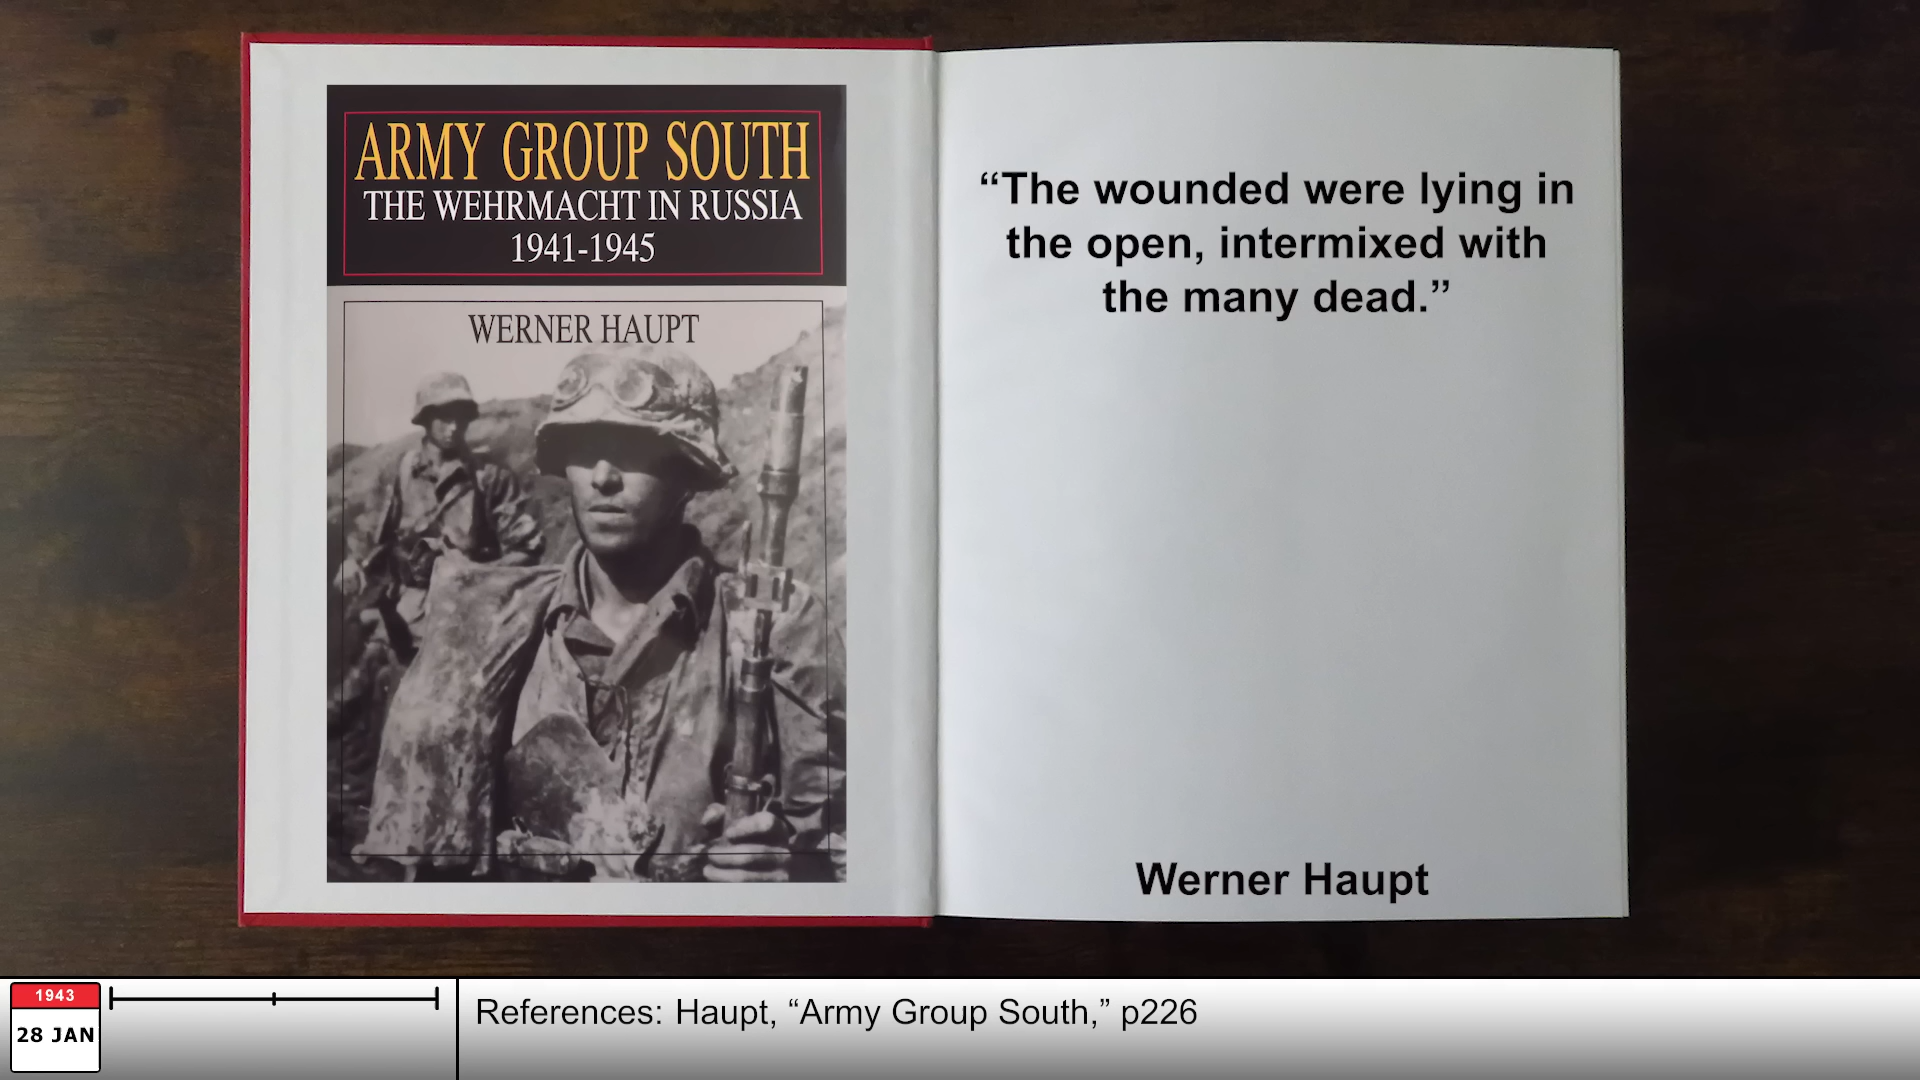 ARMY GROUP SOUTH
THE WEHRMACHT IN RUSSIA
1941-1945
WERNER HAUPT
“The wounded were lying in
the open, intermixed with
the many dead.”
Werner Haupt
1943
28 JAN
References: Haupt, “Army Group South,” p226